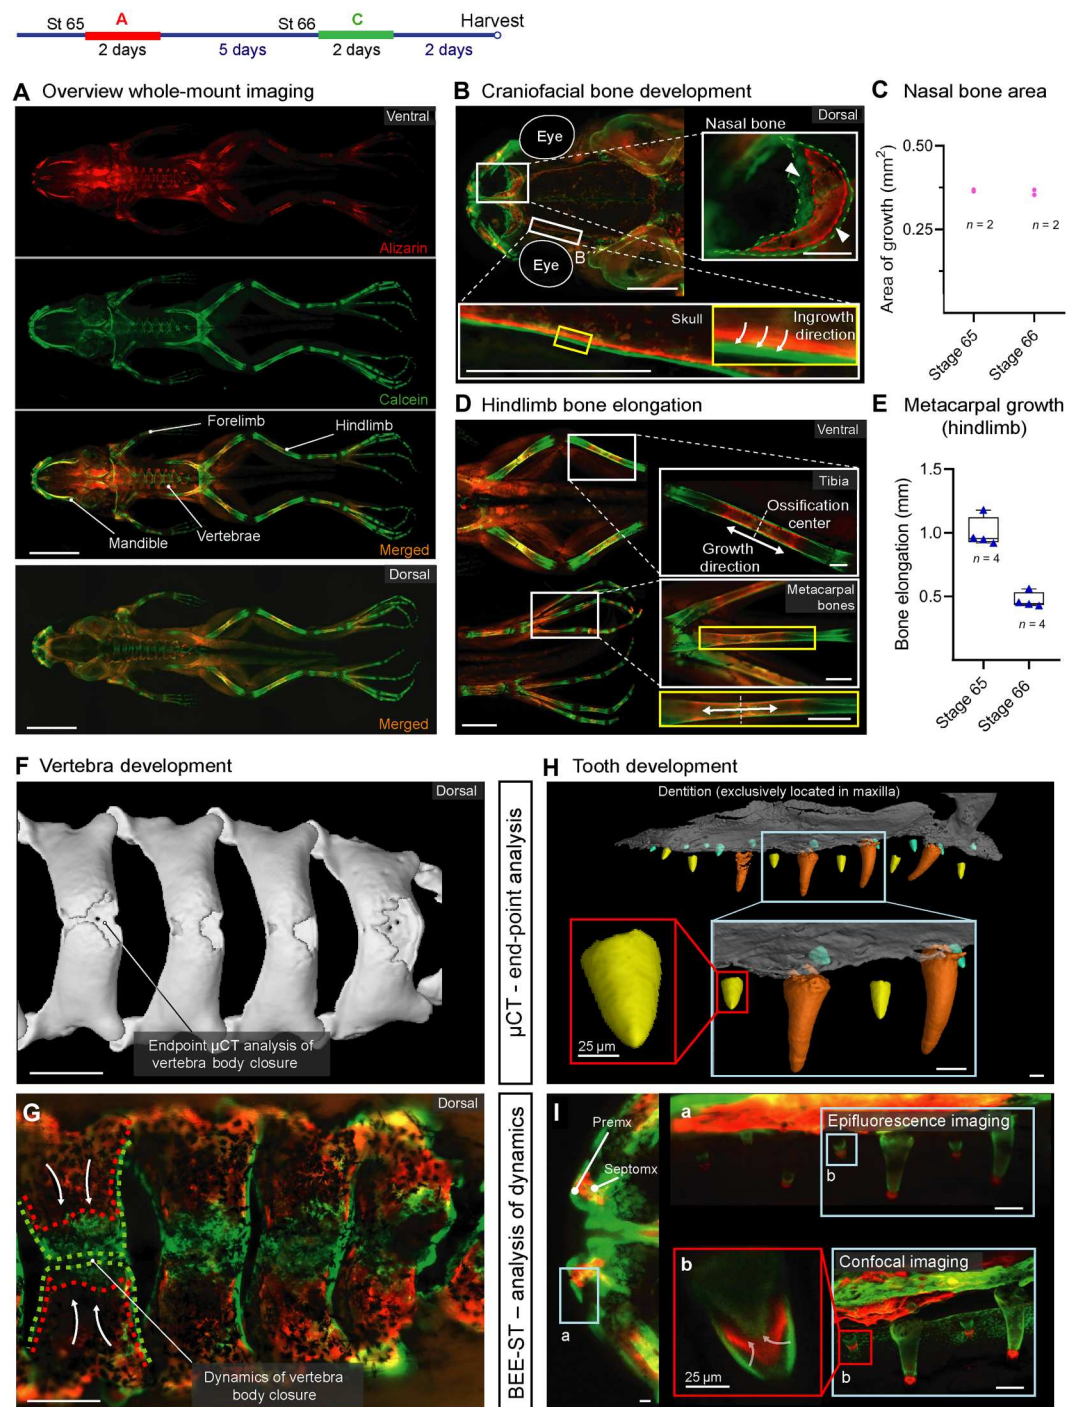 St 65
A
St 66
C
Harvest
2 days
5 days
2 days
2 days
A Overview whole-mount imaging
Ventral
Alizarin
Calcein
Forelimb
Hindlimb
Mandible
Vertebrae
Merged
Dorsal
Merged
B Craniofacial bone development
Dorsal
Eye
Nasal bone
Eye
B'
Skull
Ingrowth
direction
C Nasal bone area
Area of growth (mm²)
0.50
0.25
n = 2
n = 2
Stage 65
Stage 66
D Hindlimb bone elongation
Ventral
Tibia
Ossification
center
Growth
direction
Metacarpal
bones
E Metacarpal growth
(hindlimb)
Bone elongation (mm)
1.5
1.0
0.5
n = 4
n = 4
Stage 65
Stage 66
F Vertebra development
Dorsal
Endpoint µCT analysis of
vertebra body closure
µCT - end-point analysis
H Tooth development
Dentition (exclusively located in maxilla)
25 µm
G
Dorsal
Dynamics of vertebra
body closure
BEE-ST – analysis of dynamics
I
Premx
Septomx
a
a
Epifluorescence imaging
b
b
25 µm
Confocal imaging
b